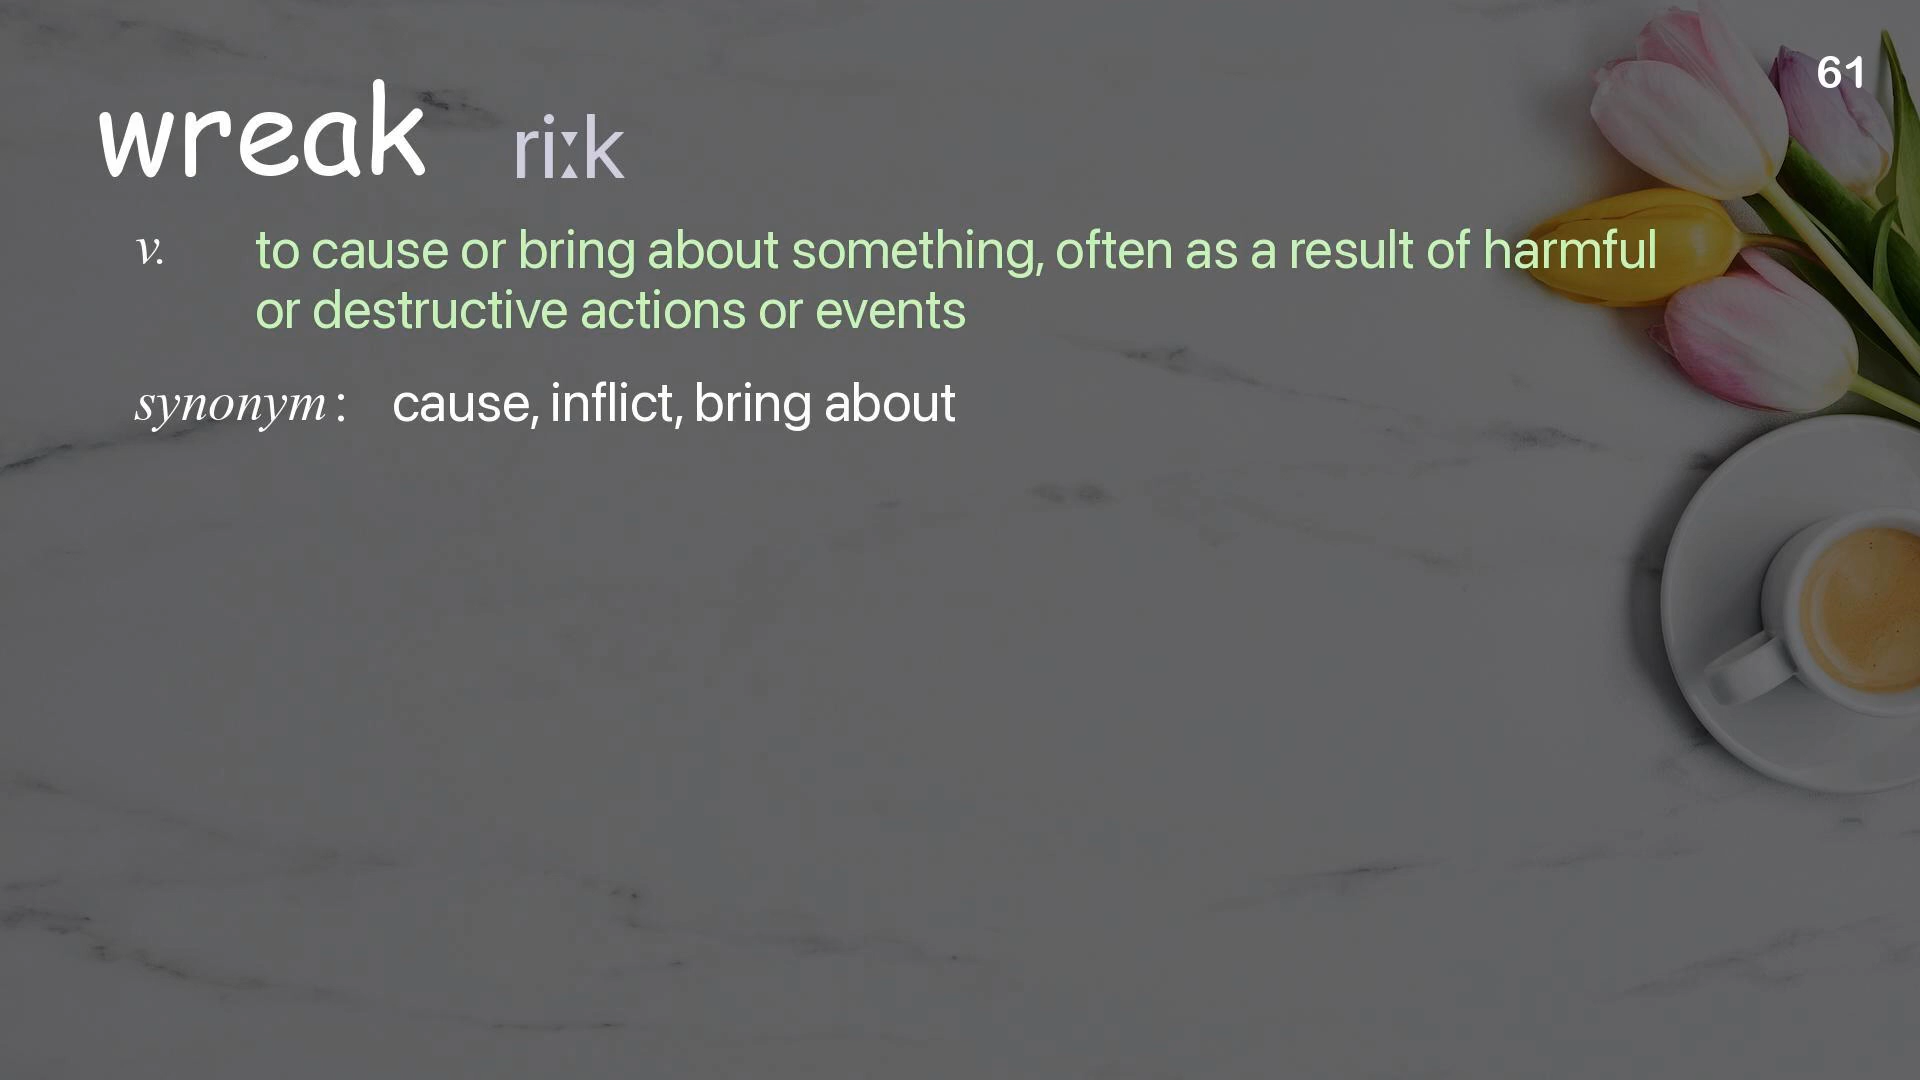 61
wreak riːk
v. to cause or bring about something, often as a result of harmful
or destructive actions or events
synonym: cause, inflict, bring about